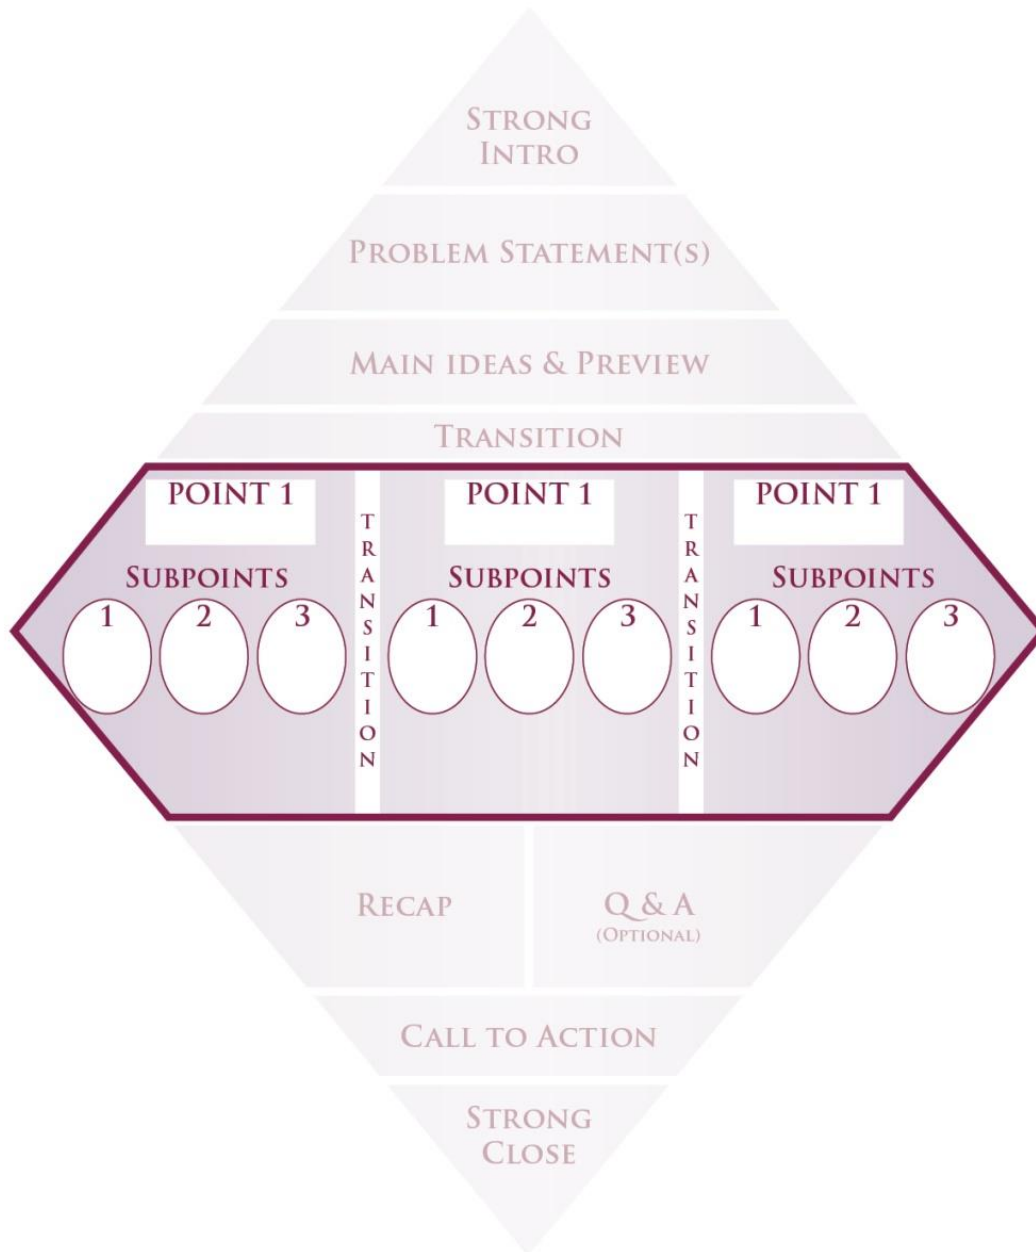 STRONG
INTRO
PROBLEM STATEMENT(S)
MAIN IDEAS & PREVIEW
TRANSITION
POINT 1
SUBPOINTS
1 2 3
TRANSITION
POINT 1
SUBPOINTS
1 2 3
TRANSITION
POINT 1
SUBPOINTS
1 2 3
RECAP
Q & A
(OPTIONAL)
CALL TO ACTION
STRONG
CLOSE